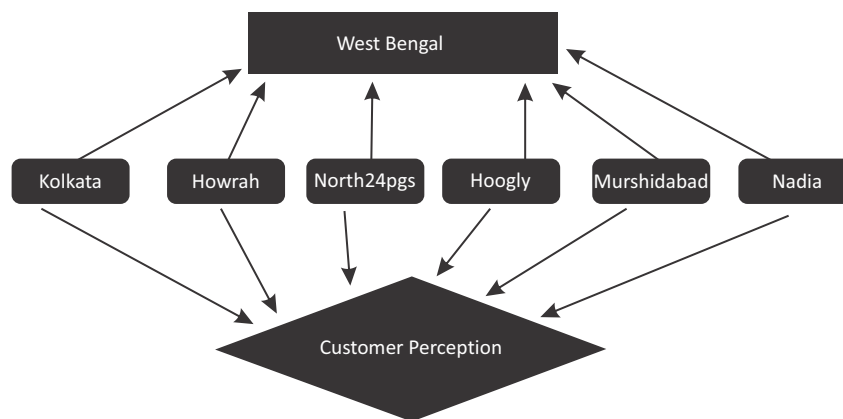 West Bengal
Kolkata
Howrah
North24pgs
Hoogly
Murshidabad
Nadia
Customer Perception